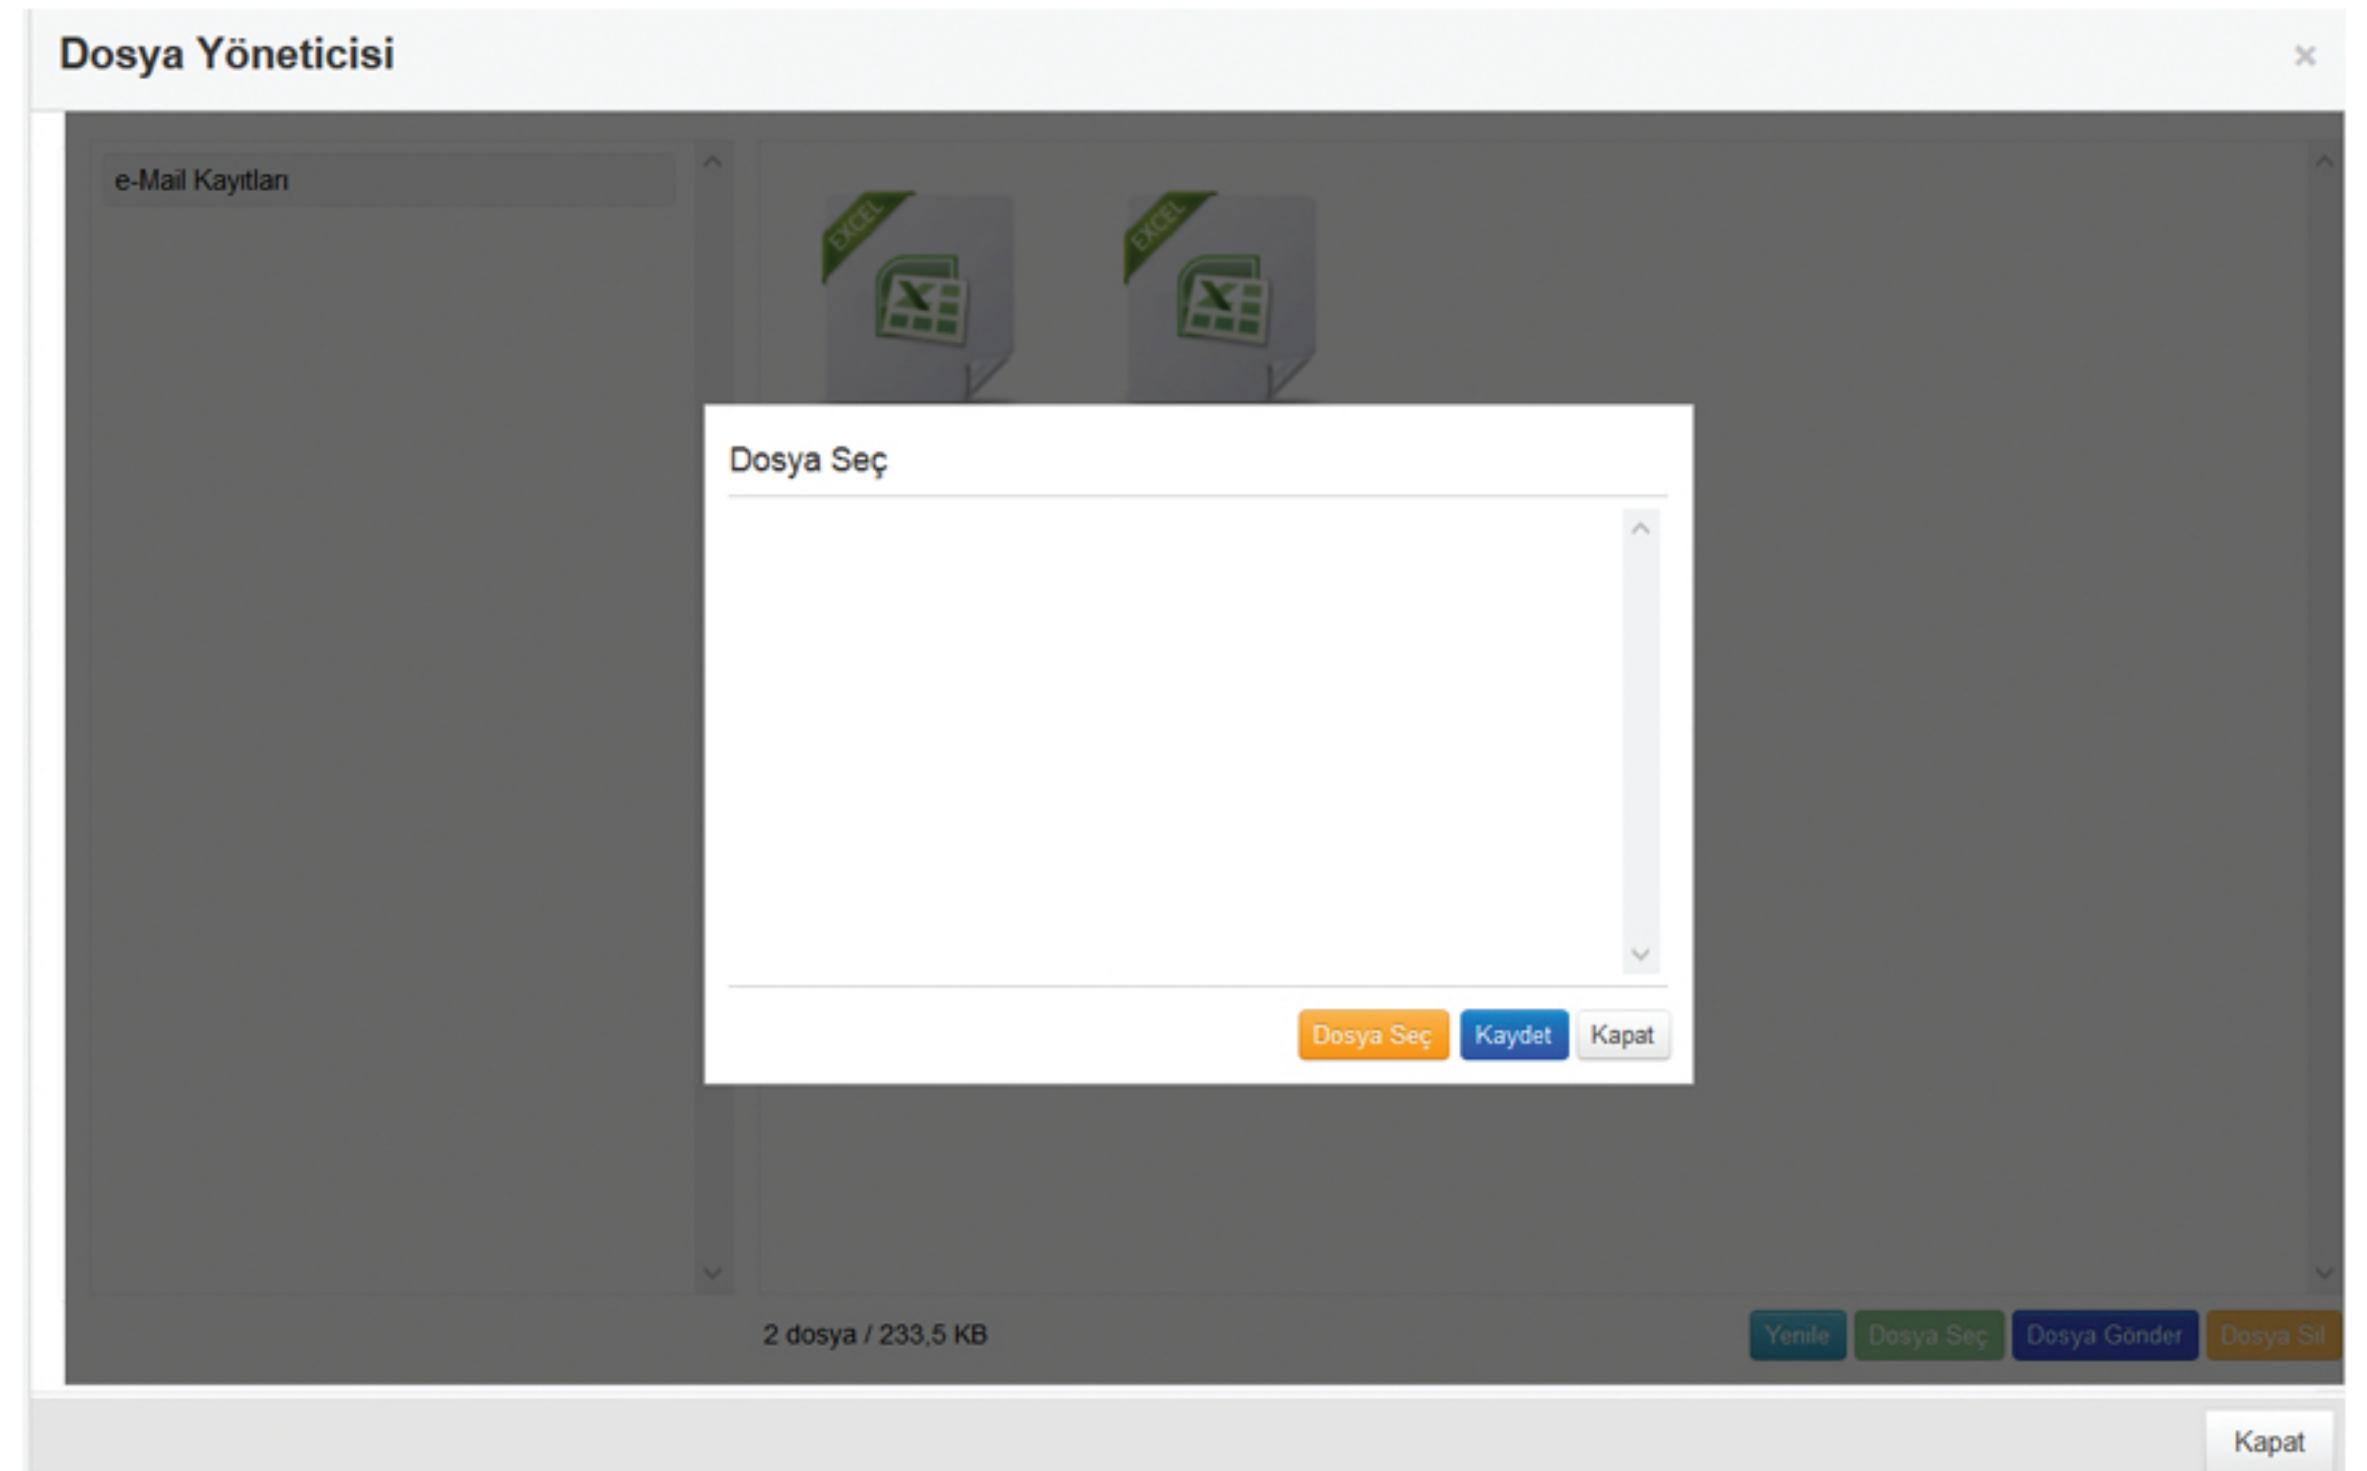 Dosya Yöneticisi
e-Mail Kayıtları
EXCEL
EXCEL
Dosya Seç
Dosya Seç
Kaydet
Kapat
2 dosya / 233,5 KB
Yenile
Dosya Seç
Dosya Gönder
Dosya Sil
Kapat